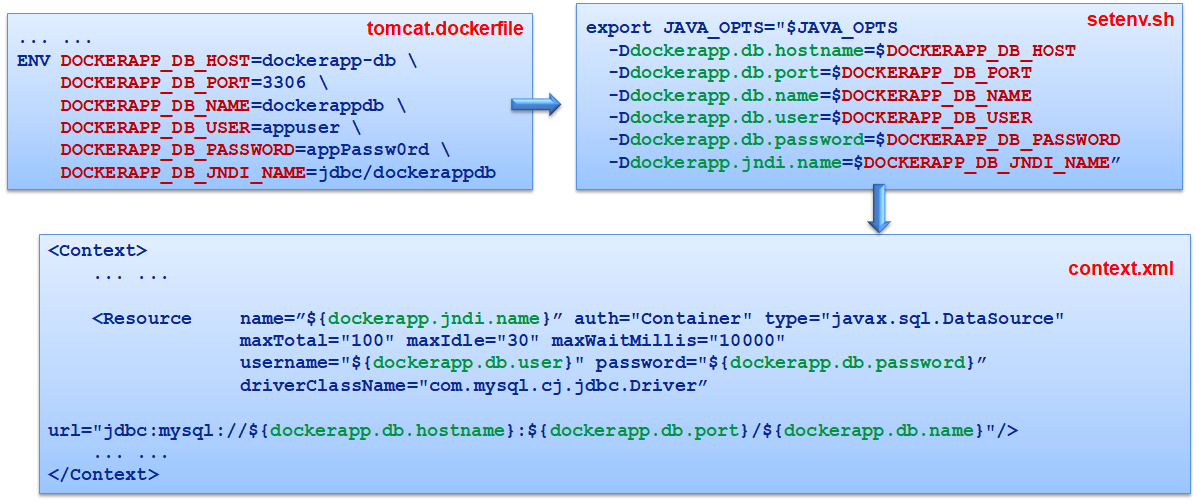 tomcat.dockerfile
... ...
ENV DOCKERAPP_DB_HOST=dockerapp-db \
DOCKERAPP_DB_PORT=3306 \
DOCKERAPP_DB_NAME=dockerappdb \
DOCKERAPP_DB_USER=appuser \
DOCKERAPP_DB_PASSWORD=appPassw0rd \
DOCKERAPP_DB_JNDI_NAME=jdbc/dockerappdb
setenv.sh
export JAVA_OPTS="$JAVA_OPTS
-Ddockerapp.db.hostname=$DOCKERAPP_DB_HOST
-Ddockerapp.db.port=$DOCKERAPP_DB_PORT
-Ddockerapp.db.name=$DOCKERAPP_DB_NAME
-Ddockerapp.db.user=$DOCKERAPP_DB_USER
-Ddockerapp.db.password=$DOCKERAPP_DB_PASSWORD
-Ddockerapp.jndi.name=$DOCKERAPP_DB_JNDI_NAME”
context.xml
<Context>
... ...
<Resource name=”${dockerapp.jndi.name}” auth="Container" type="javax.sql.DataSource"
maxTotal="100" maxIdle="30" maxWaitMillis="10000"
username="${dockerapp.db.user}" password="${dockerapp.db.password}”
driverClassName="com.mysql.cj.jdbc.Driver”
url="jdbc:mysql://${dockerapp.db.hostname}:${dockerapp.db.port}/${dockerapp.db.name}"/>
... ...
</Context>